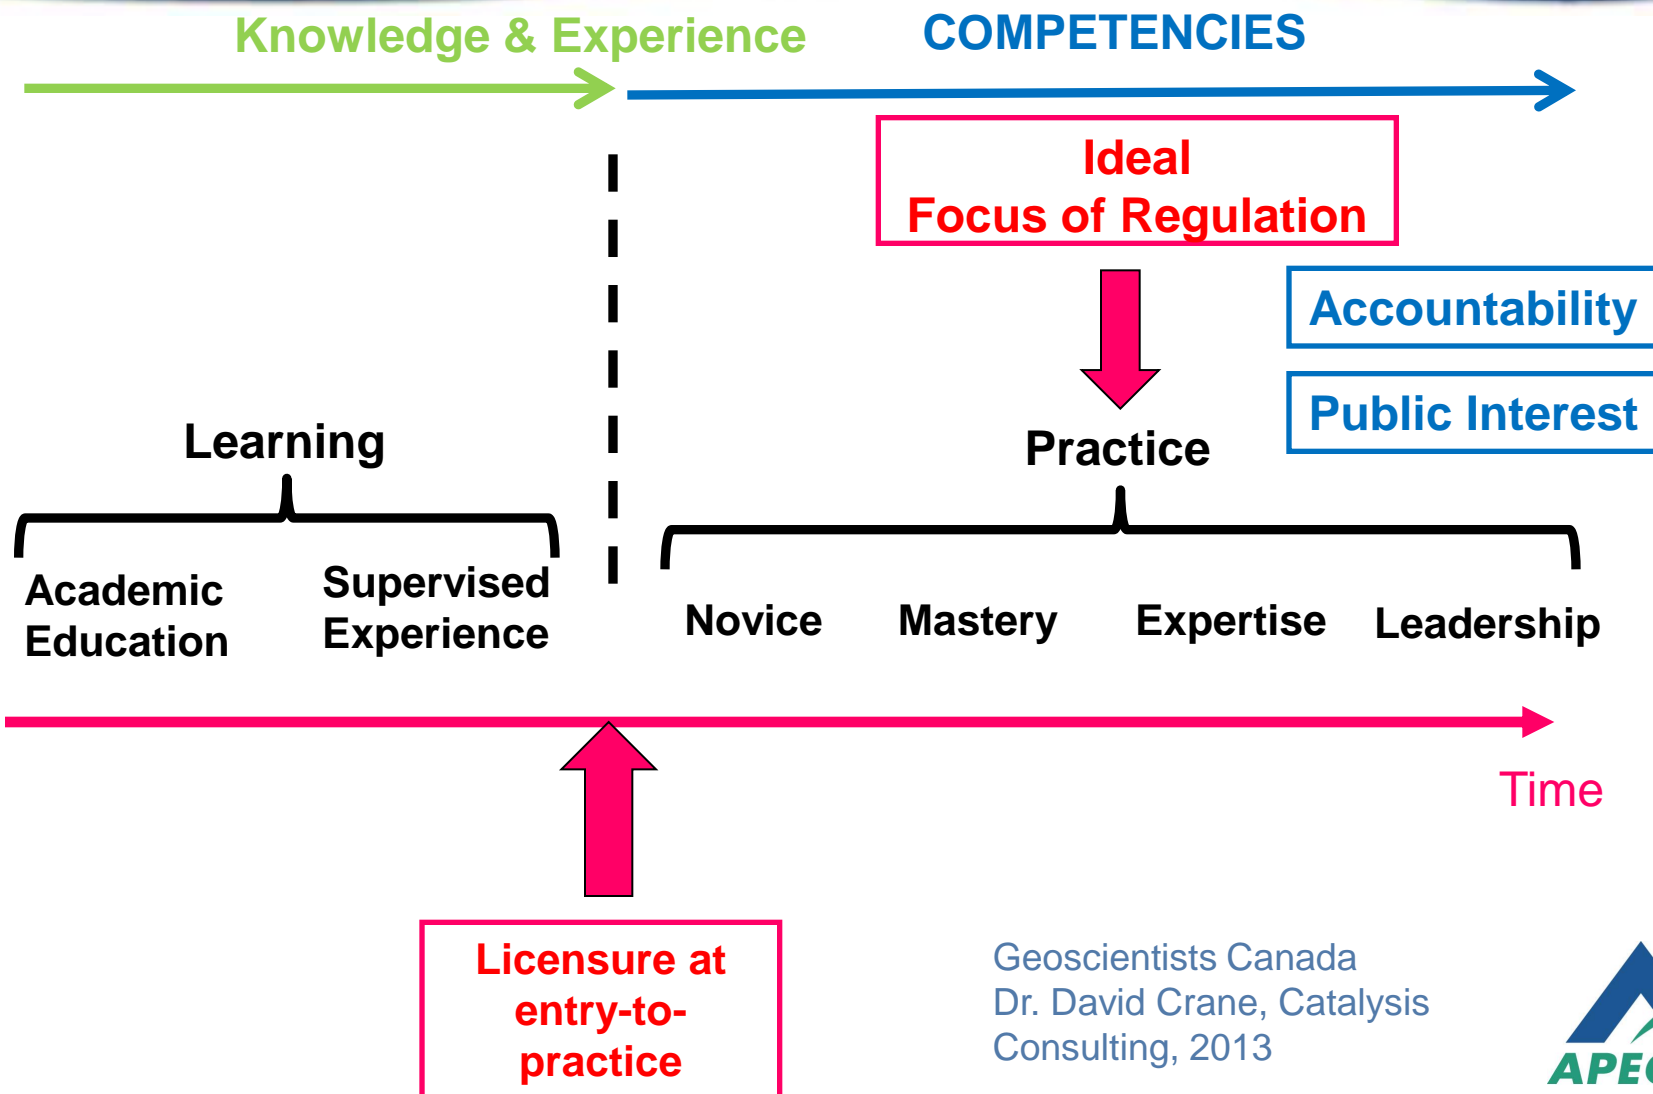 Knowledge & Experience
COMPETENCIES
Ideal
Focus of Regulation
Accountability
Public Interest
Learning
Practice
Academic
Education
Supervised
Experience
Novice
Mastery
Expertise
Leadership
Time
Licensure at
entry-to-
practice
Geoscientists Canada
Dr. David Crane, Catalysis
Consulting, 2013